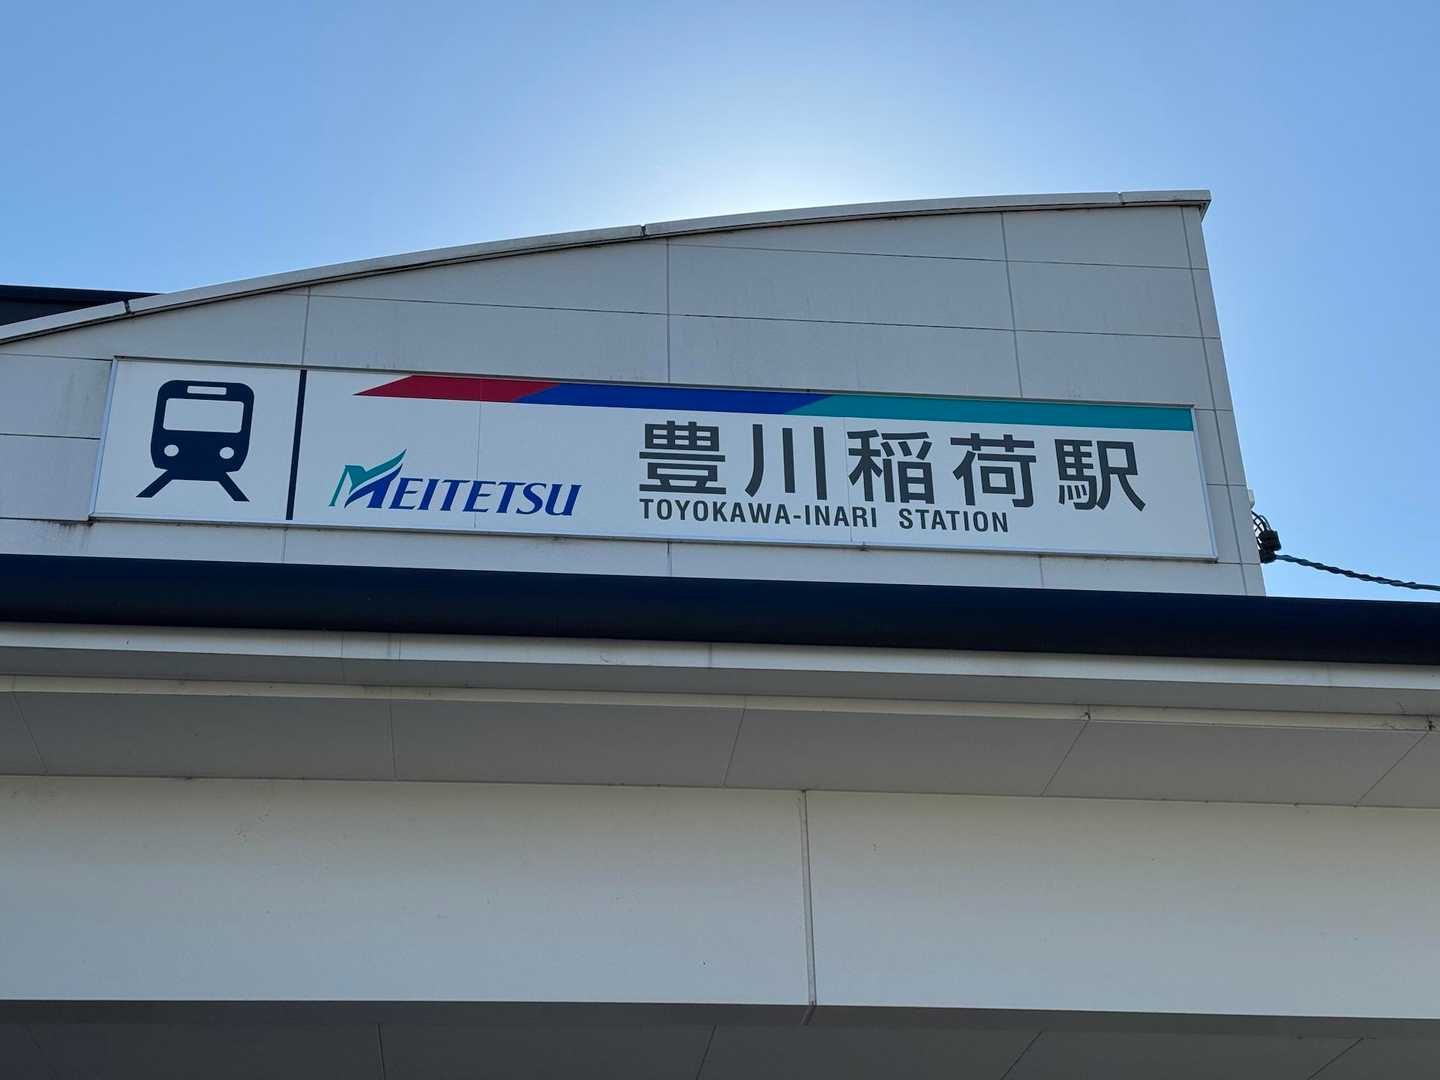 MEITETSU
豊川稲荷駅
TOYOKAWA-INARI STATION